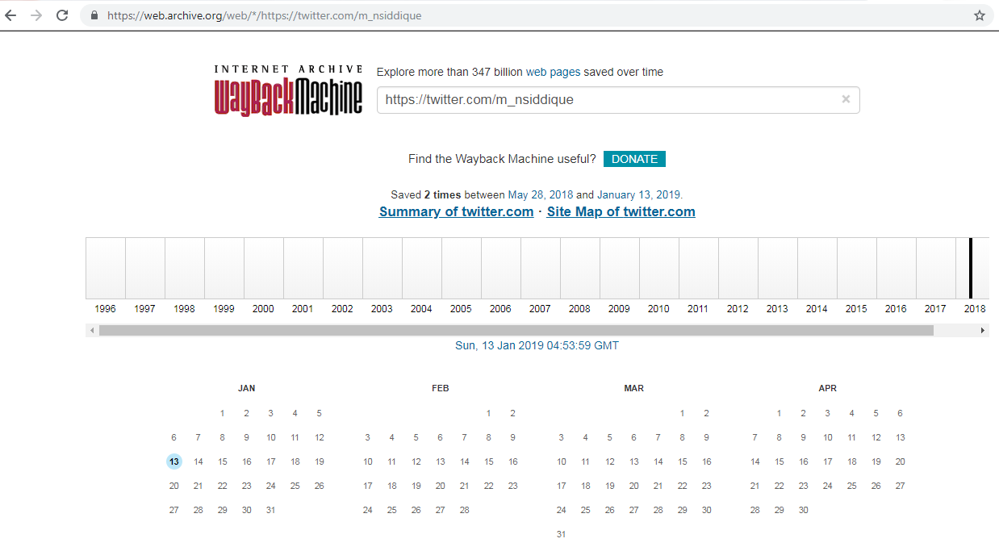 https://web.archive.org/web/*/https://twitter.com/m_nsiddique
INTERNET ARCHIVE
WayBackMachine
Explore more than 347 billion web pages saved over time
https://twitter.com/m_nsiddique ×
Find the Wayback Machine useful? DONATE
Saved 2 times between May 28, 2018 and January 13, 2019.
Summary of twitter.com · Site Map of twitter.com
1996 1997 1998 1999 2000 2001 2002 2003 2004 2005 2006 2007 2008 2009 2010 2011 2012 2013 2014 2015 2016 2017 2018
Sun, 13 Jan 2019 04:53:59 GMT
JAN FEB MAR APR
1 2 3 4 5 1 2 1 2 1 2 3 4 5 6
6 7 8 9 10 11 12 3 4 5 6 7 8 9 3 4 5 6 7 8 9 7 8 9 10 11 12 13
13 14 15 16 17 18 19 10 11 12 13 14 15 16 10 11 12 13 14 15 16 14 15 16 17 18 19 20
20 21 22 23 24 25 26 17 18 19 20 21 22 23 17 18 19 20 21 22 23 21 22 23 24 25 26 27
27 28 29 30 31 24 25 26 27 28 24 25 26 27 28 29 30 28 29 30
31